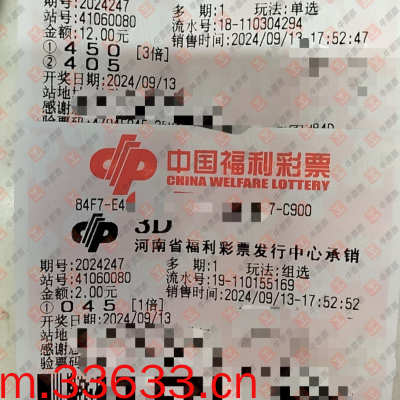 期号:2024247 多 期:1 玩法:单选
站号:41060080 流水号:18-110304294
金额:12.00元 销售时间:2024/09/13-17:52:47
① 450 [3倍]
② 405
开奖日期:2024/09/13
站地
感谢
验票码
中国福利彩票
CHINA WELFARE LOTTERY
84F7-E4 7-C900
3D
河南省福利彩票发行中心承销
期号:2024247 多 期:1 玩法:组选
站号:41060080 流水号:19-110155169
金额:2.00元 销售时间:2024/09/13-17:52:52
① 045 [1倍]
开奖日期:2024/09/13
站地
感谢
验票码
m.33633.cn